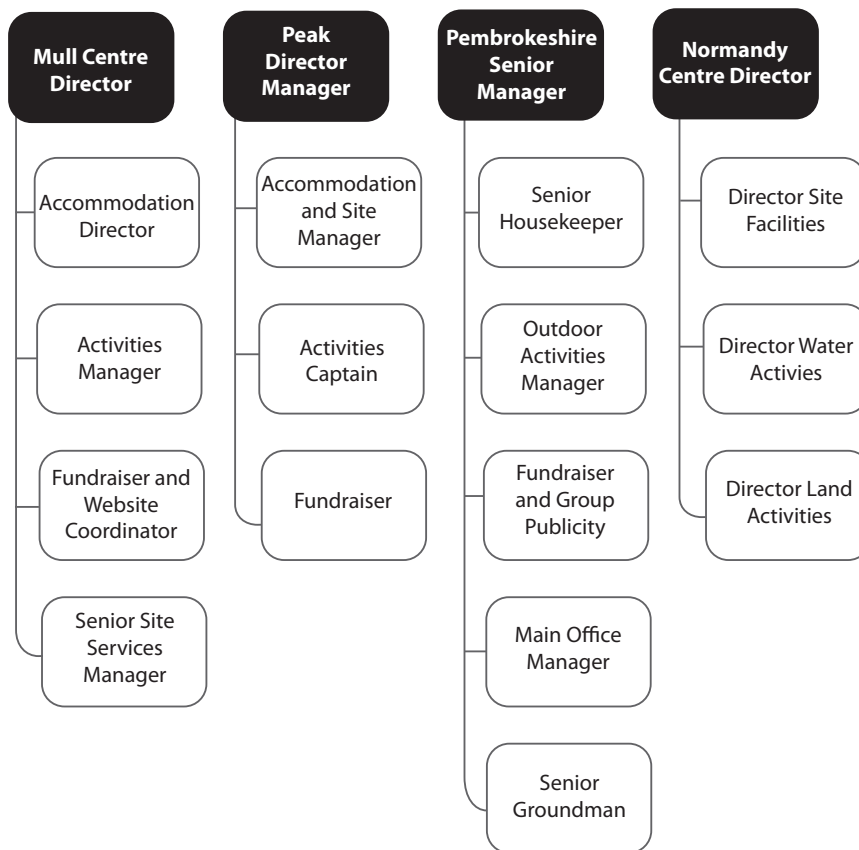 Mull Centre
Director
Accommodation
Director
Activities
Manager
Fundraiser and
Website
Coordinator
Senior Site
Services
Manager
Peak
Director
Manager
Accommodation
and Site
Manager
Activities
Captain
Fundraiser
Pembrokeshire
Senior
Manager
Senior
Housekeeper
Outdoor
Activities
Manager
Fundraiser
and Group
Publicity
Main Office
Manager
Senior
Groundman
Normandy
Centre Director
Director Site
Facilities
Director Water
Activies
Director Land
Activities